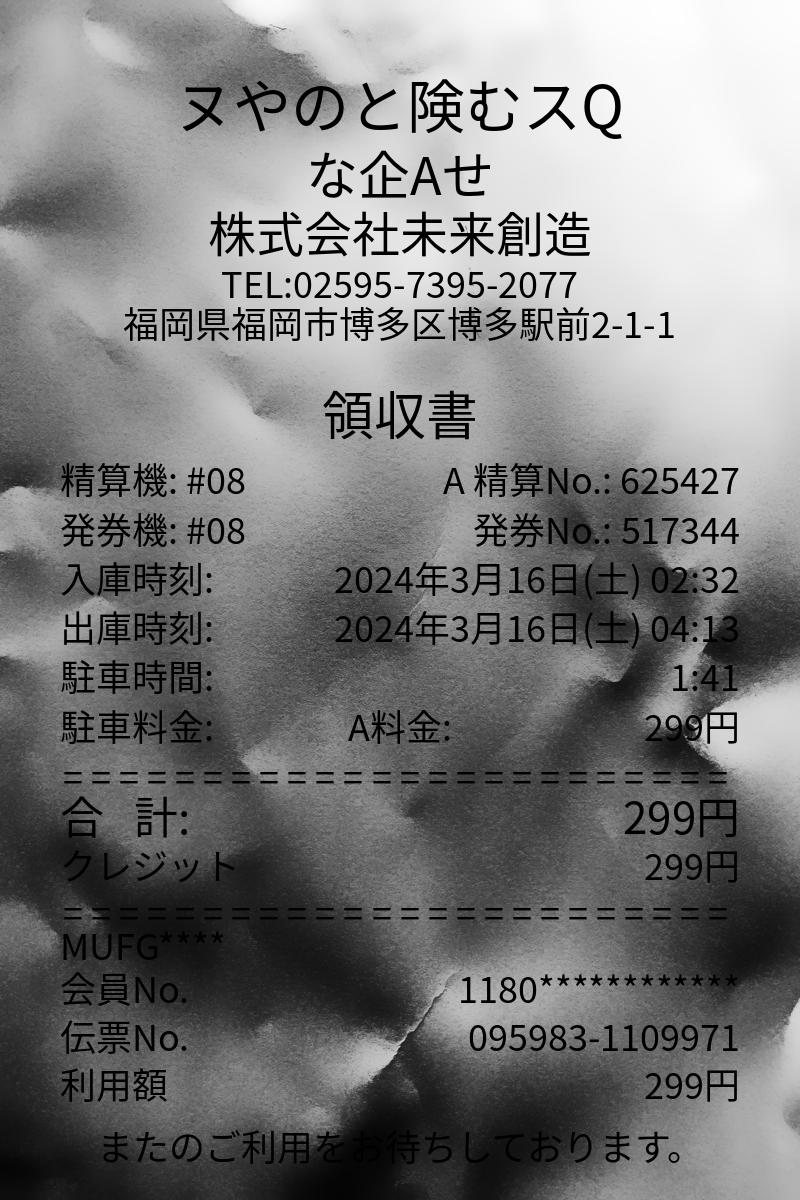 ヌやのと険むスQ
な企Aせ
株式会社未来創造
TEL:02595-7395-2077
福岡県福岡市博多区博多駅前2-1-1
領収書
精算機: #08 A 精算No.: 625427
発券機: #08 発券No.: 517344
入庫時刻: 2024年3月16日(土) 02:32
出庫時刻: 2024年3月16日(土) 04:13
駐車時間: 1:41
駐車料金: A料金: 299円
========================
合 計: 299円
クレジット 299円
========================
MUFG****
会員No. 1180************
伝票No. 095983-1109971
利用額 299円
またのご利用をお待ちしております。